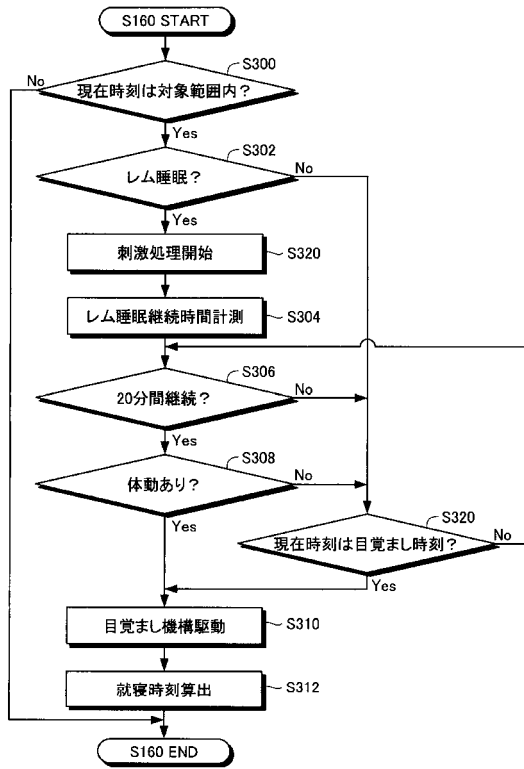 S160 START
S300
No
現在時刻は対象範囲内?
Yes
S302
レム睡眠?
No
Yes
刺激処理開始
S320
レム睡眠継続時間計測
S304
S306
20分間継続?
No
Yes
S308
体動あり?
No
Yes
S320
現在時刻は目覚まし時刻?
No
Yes
目覚まし機構駆動
S310
就寝時刻算出
S312
S160 END